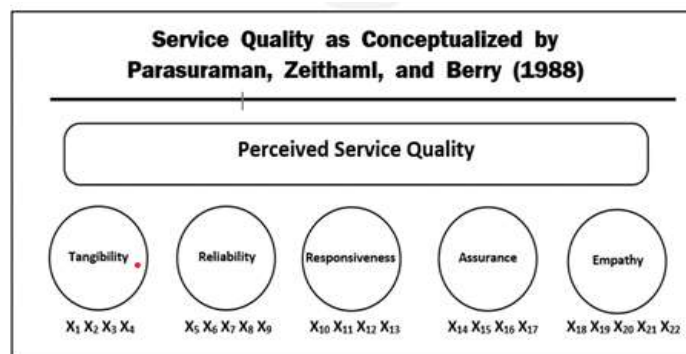 Service Quality as Conceptualized by
Parasuraman, Zeithaml, and Berry (1988)
Perceived Service Quality
Tangibility
Reliability
Responsiveness
Assurance
Empathy
X₁ X₂ X₃ X₄
X₅ X₆ X₇ X₈ X₉
X₁₀ X₁₁ X₁₂ X₁₃
X₁₄ X₁₅ X₁₆ X₁₇
X₁₈ X₁₉ X₂₀ X₂₁ X₂₂